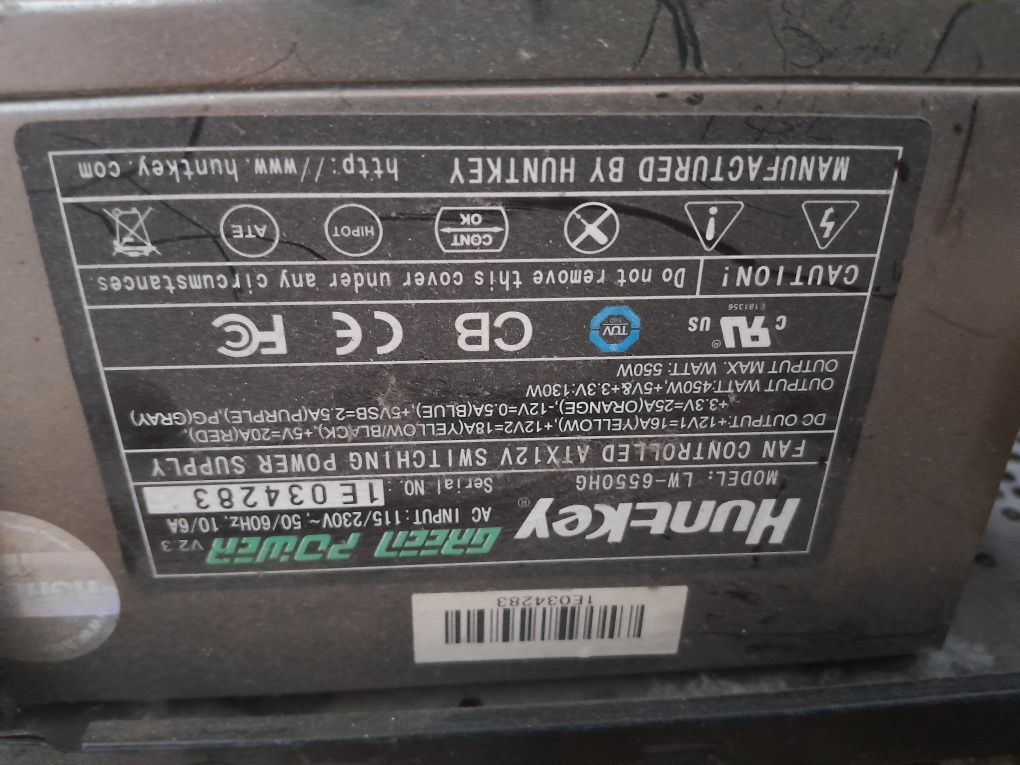 Huntkey® GREEN POWER V2.3
AC INPUT:115/230V~, 50/60Hz, 10/6A
MODEL: LW-6550HG Serial NO.: 1E034283
FAN CONTROLLED ATX12V SWITCHING POWER SUPPLY
DC OUTPUT:+12V1=16A(YELLOW),+12V2=18A(YELLOW/BLACK),+5V=20A(RED),
+3.3V=25A(ORANGE),-12V=0.5A(BLUE),+5VSB=2.5A(PURPLE),PG(GRAY)
OUTPUT WATT:450W,+5V&+3.3V:130W
OUTPUT MAX. WATT: 550W
C UL US
E181356
TÜV
CB
CE
FC
CAUTION! Do not remove this cover under any circumstances.
CONT OK
HIPOT
ATE
MANUFACTURED BY HUNTKEY http://www.huntkey.com
1E034283